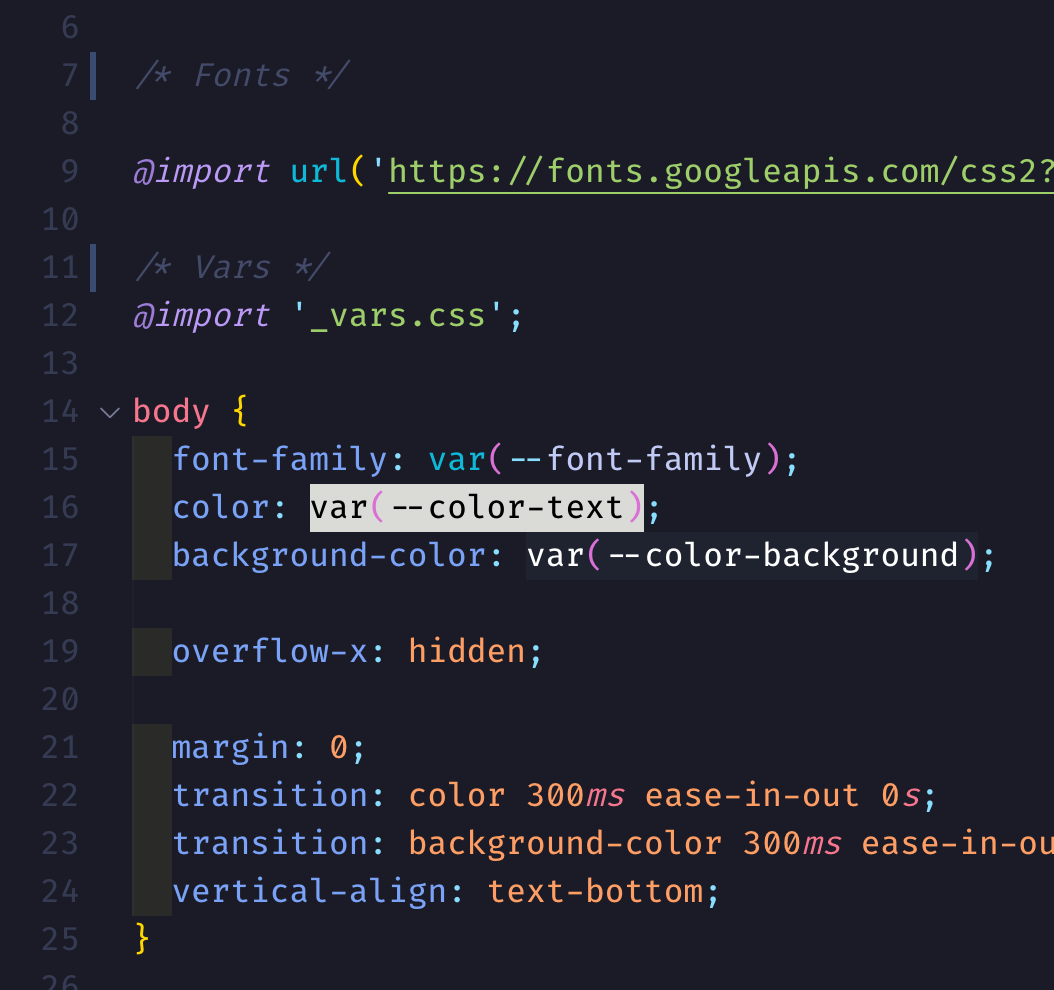 6
7 /* Fonts */
8
9 @import url('https://fonts.googleapis.com/css2?
10
11 /* Vars */
12 @import '_vars.css';
13
14 body {
15 font-family: var(--font-family);
16 color: var(--color-text);
17 background-color: var(--color-background);
18
19 overflow-x: hidden;
20
21 margin: 0;
22 transition: color 300ms ease-in-out 0s;
23 transition: background-color 300ms ease-in-ou
24 vertical-align: text-bottom;
25 }
26